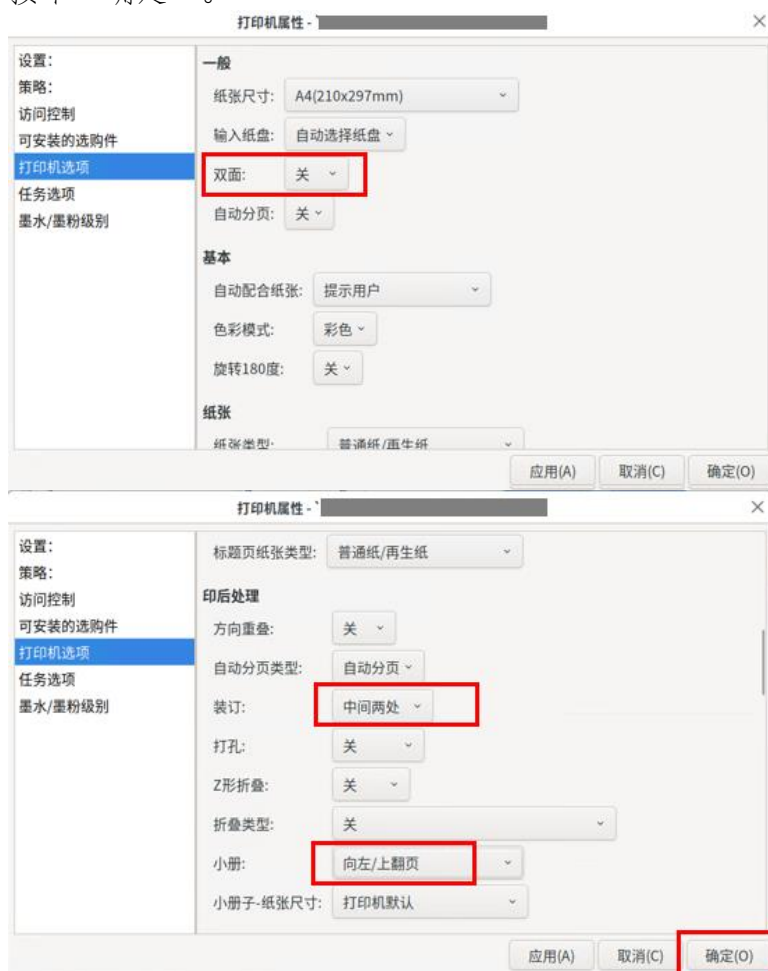 打印机属性 - `
设置：
策略：
访问控制
可安装的选购件
打印机选项
任务选项
墨水/墨粉级别
一般
纸张尺寸: A4(210x297mm)
输入纸盘: 自动选择纸盘
双面: 关
自动分页: 关
基本
自动配合纸张: 提示用户
色彩模式: 彩色
旋转180度: 关
纸张
纸张类型: 普通纸/再生纸
应用(A) 取消(C) 确定(O)
打印机属性 - `
设置：
策略：
访问控制
可安装的选购件
打印机选项
任务选项
墨水/墨粉级别
标题页纸张类型: 普通纸/再生纸
印后处理
方向重叠: 关
自动分页类型: 自动分页
装订: 中间两处
打孔: 关
Z形折叠: 关
折叠类型: 关
小册: 向左/上翻页
小册子-纸张尺寸: 打印机默认
应用(A) 取消(C) 确定(O)